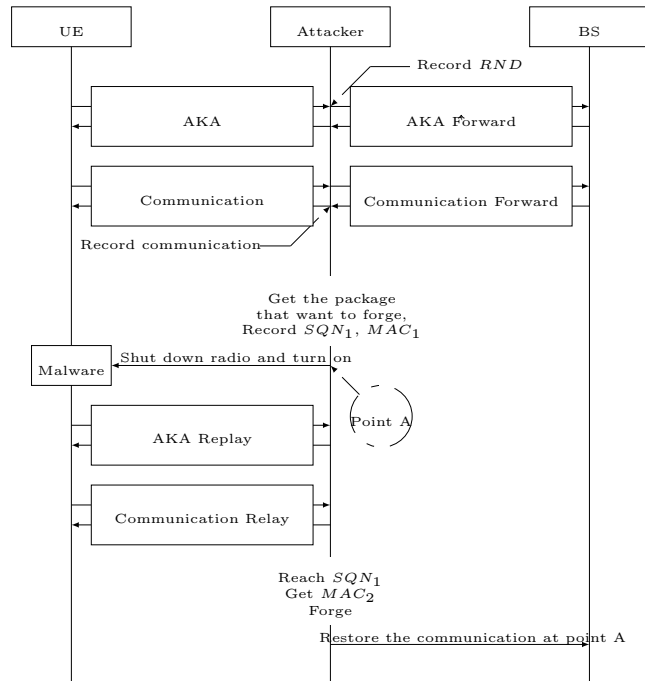 UE
Attacker
BS
Record RND
AKA
AKA Forward
Communication
Communication Forward
Record communication
Get the package
that want to forge,
Record SQN₁, MAC₁
Shut down radio and turn on
Malware
Point A
AKA Replay
Communication Relay
Reach SQN₁
Get MAC₂
Forge
Restore the communication at point A